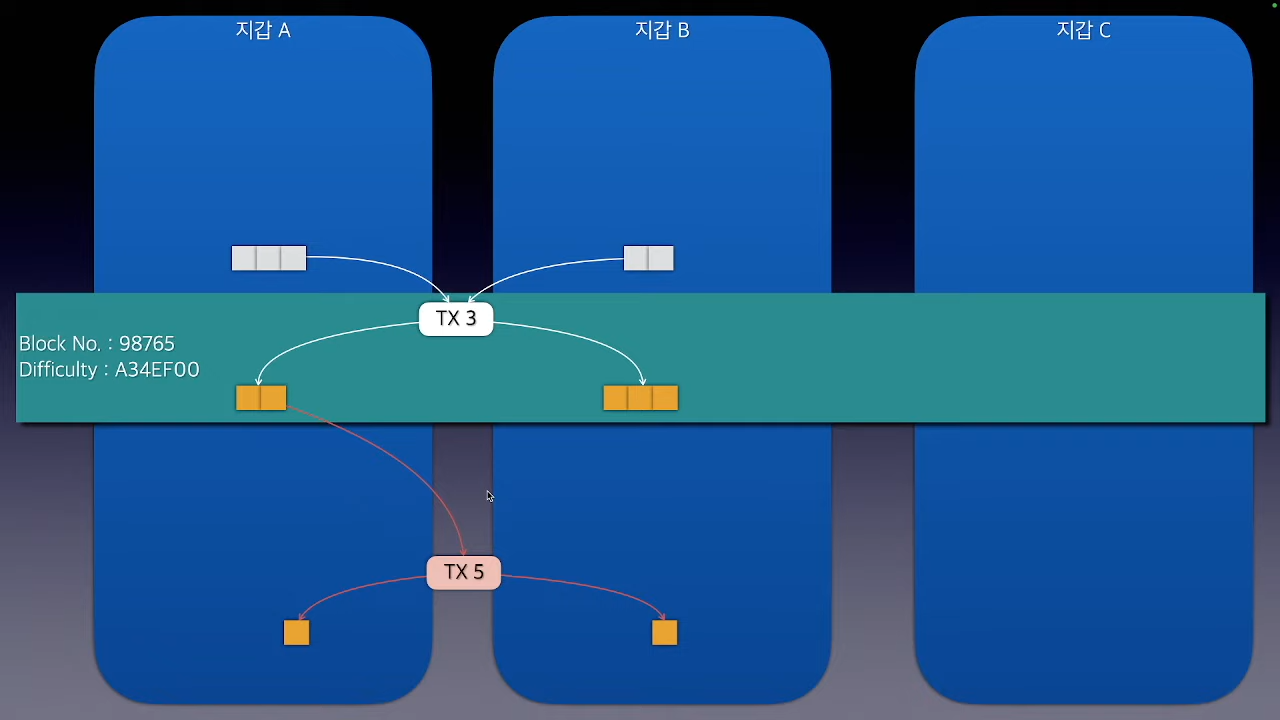 지갑 A
지갑 B
지갑 C
TX 3
Block No. : 98765
Difficulty : A34EF00
TX 5